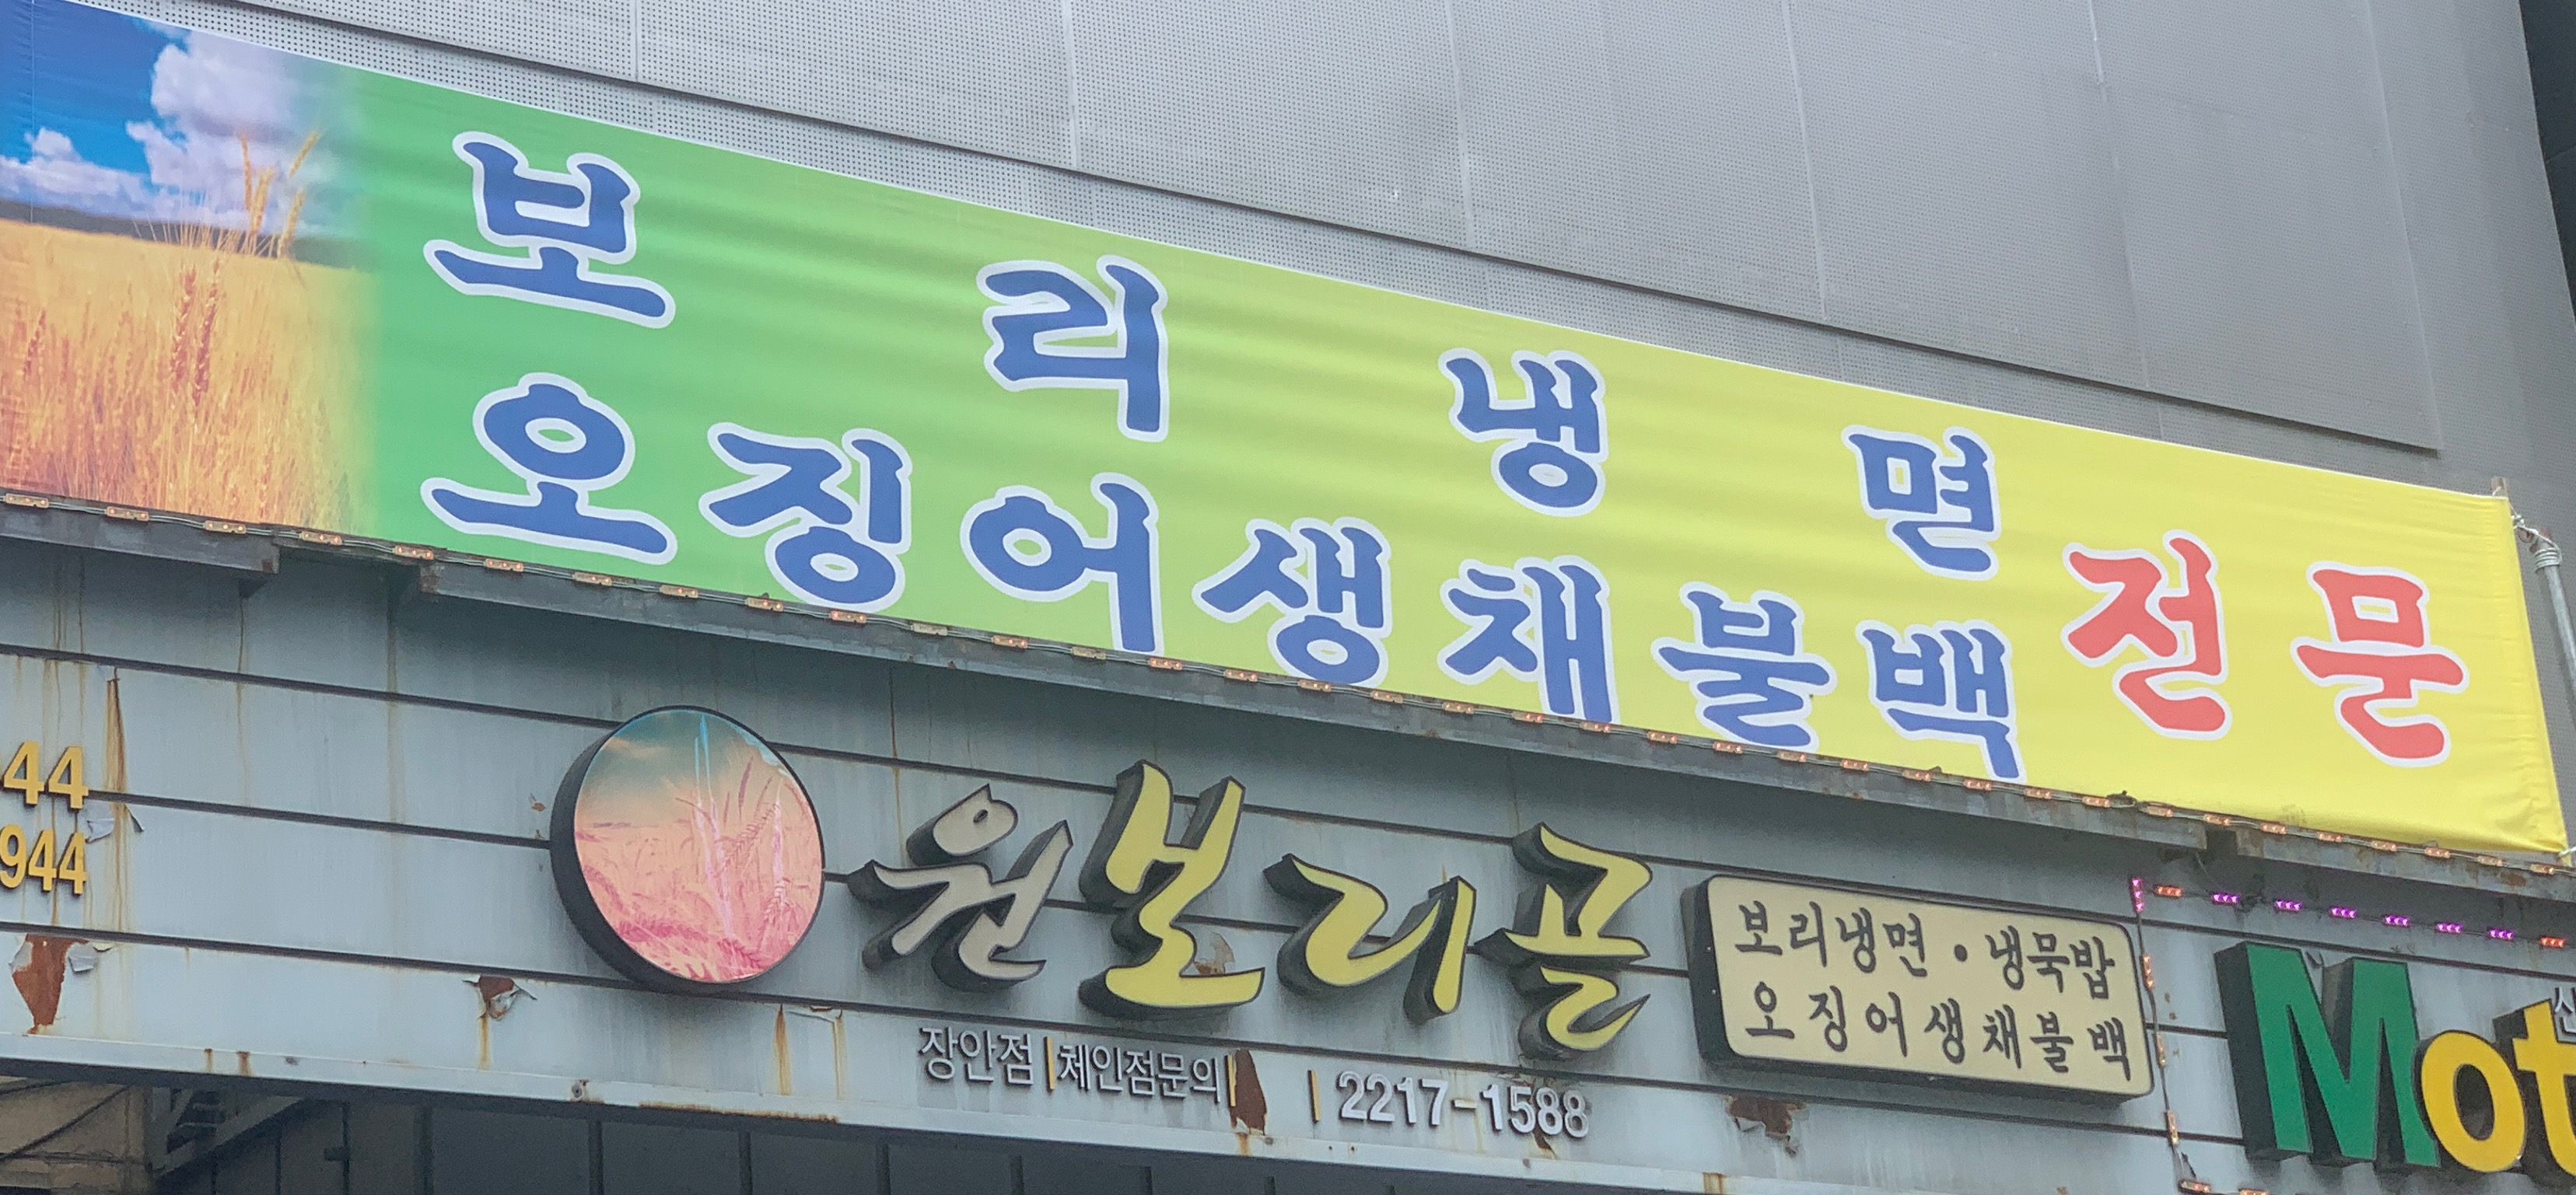 보리냉면
오징어생채불백 전문
44
944
원보리골
보리냉면 · 냉묵밥
오징어생채불백
장안점 | 체인점문의 | | 2217-1588
Mot